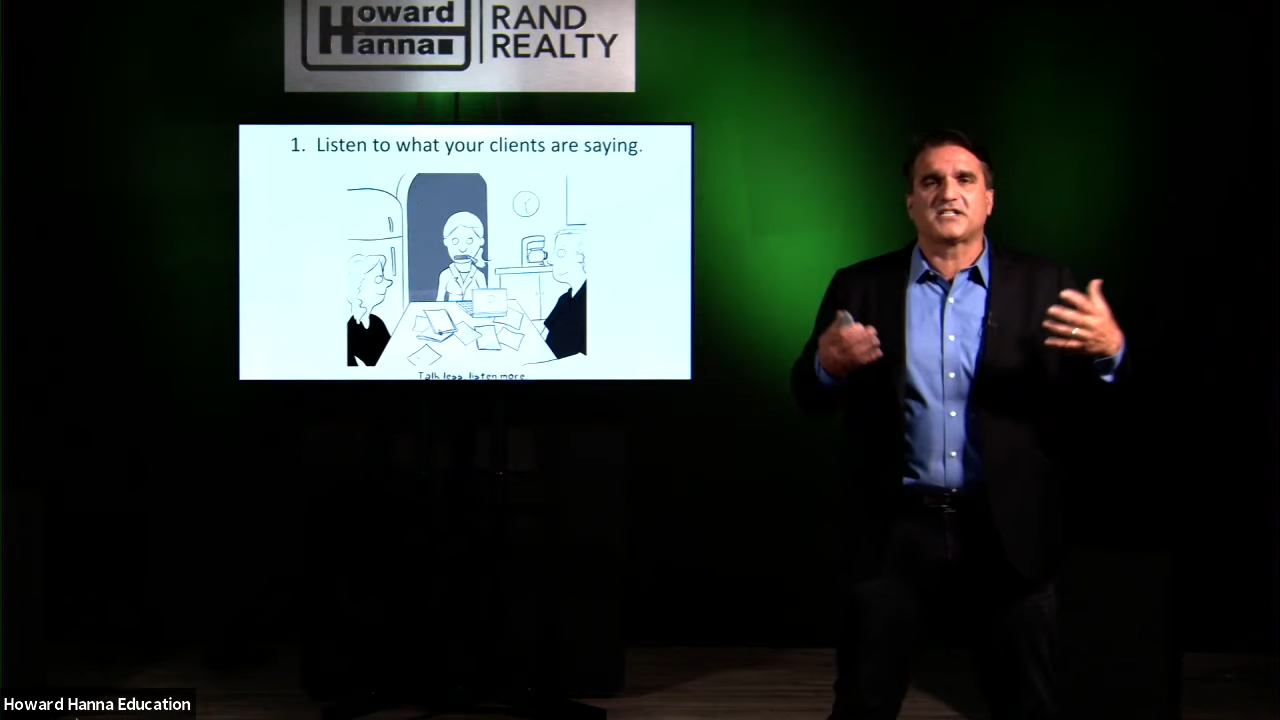 Howard
Hanna
RAND
REALTY
1. Listen to what your clients are saying.
Talk less, listen more
Howard Hanna Education